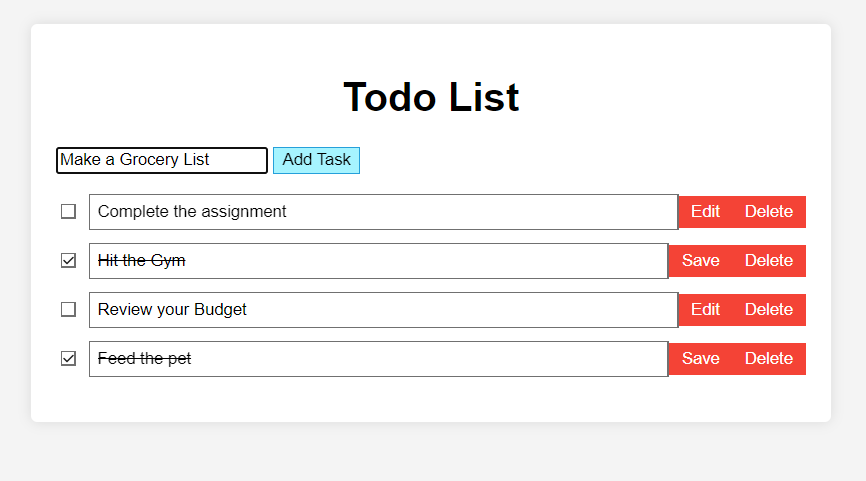 Todo List
Make a Grocery List Add Task
Complete the assignment Edit Delete
Hit the Gym Save Delete
Review your Budget Edit Delete
Feed the pet Save Delete